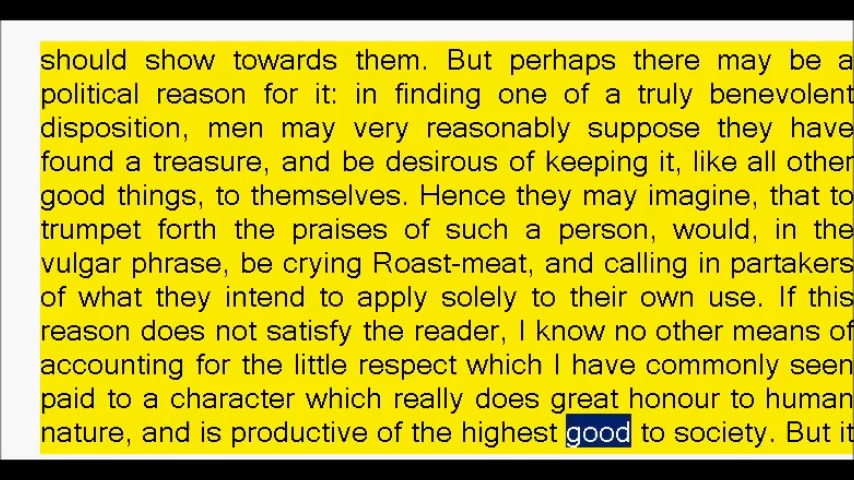 should show towards them. But perhaps there may be a
political reason for it: in finding one of a truly benevolent
disposition, men may very reasonably suppose they have
found a treasure, and be desirous of keeping it, like all other
good things, to themselves. Hence they may imagine, that to
trumpet forth the praises of such a person, would, in the
vulgar phrase, be crying Roast-meat, and calling in partakers
of what they intend to apply solely to their own use. If this
reason does not satisfy the reader, I know no other means of
accounting for the little respect which I have commonly seen
paid to a character which really does great honour to human
nature, and is productive of the highest good to society. But it